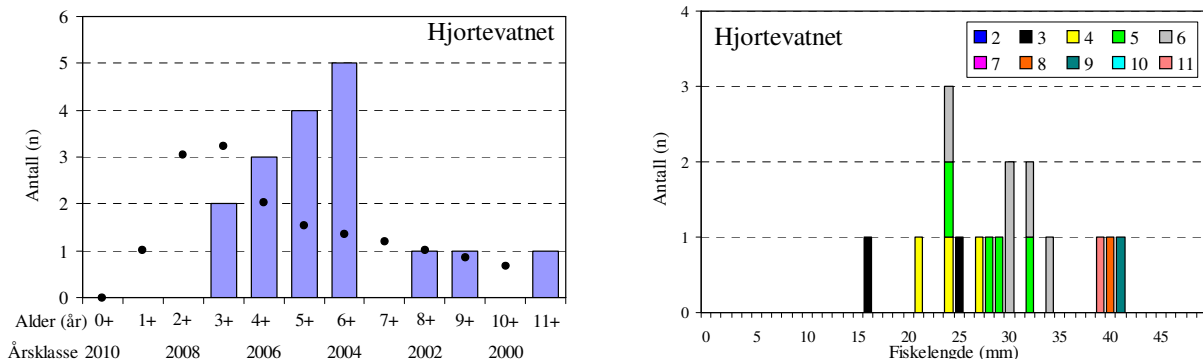 Hjortevatnet
6
5
4
3
2
1
0
Antall (n)
Alder (år) 0+ 1+ 2+ 3+ 4+ 5+ 6+ 7+ 8+ 9+ 10+ 11+
Årsklasse 2010 2008 2006 2004 2002 2000
Hjortevatnet
2 3 4 5 6
7 8 9 10 11
4
3
2
1
0
Antall (n)
0 5 10 15 20 25 30 35 40 45
Fiskelengde (mm)